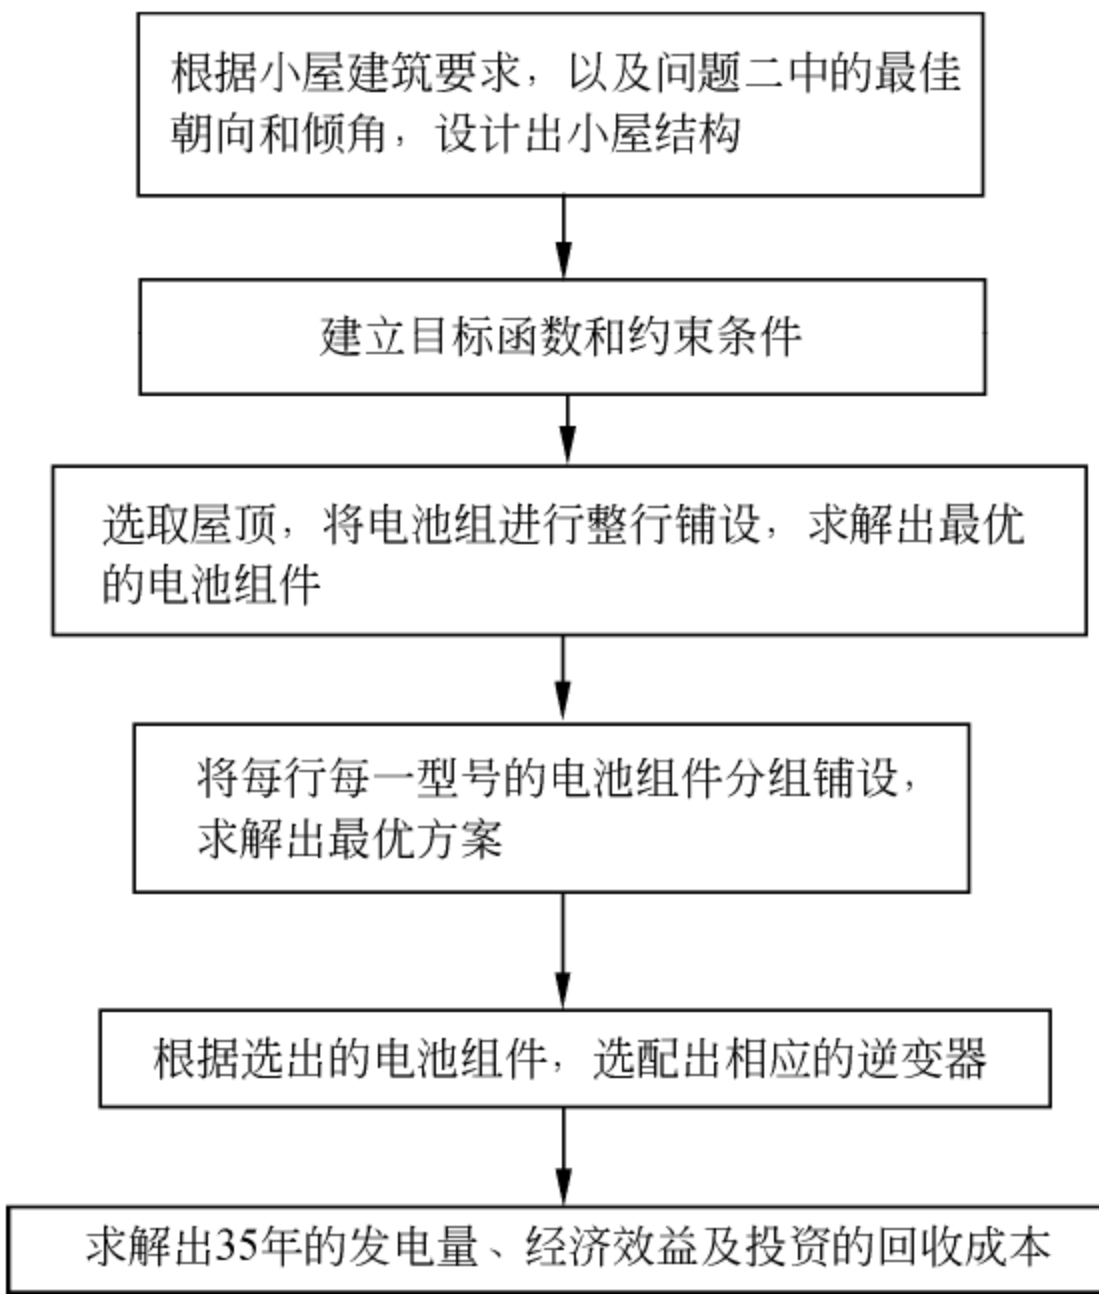 根据小屋建筑要求，以及问题二中的最佳
朝向和倾角，设计出小屋结构
建立目标函数和约束条件
选取屋顶，将电池组进行整行铺设，求解出最优
的电池组件
将每行每一型号的电池组件分组铺设，
求解出最优方案
根据选出的电池组件，选配出相应的逆变器
求解出35年的发电量、经济效益及投资的回收成本